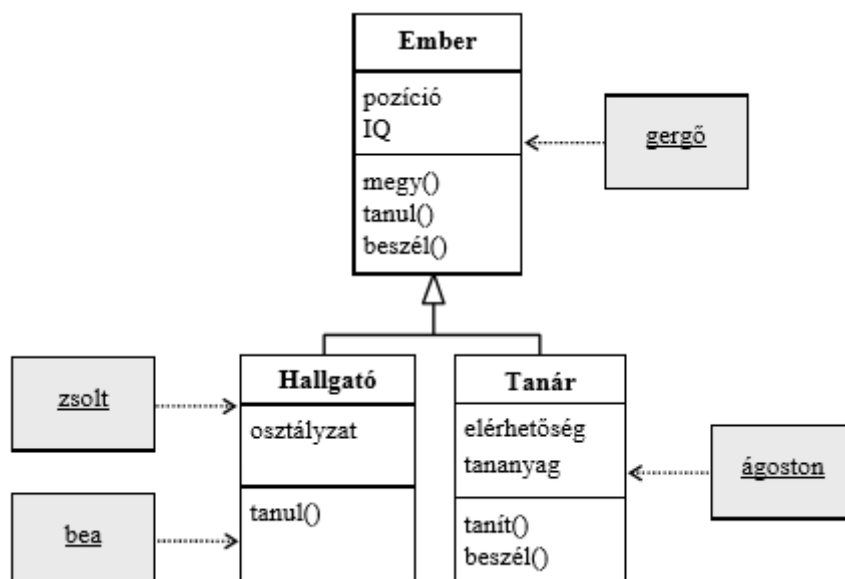 Ember
pozíció
IQ
megy()
tanul()
beszél()
gergő
zsolt
bea
Hallgató
osztályzat
tanul()
Tanár
elérhetőség
tananyag
tanít()
beszél()
ágoston